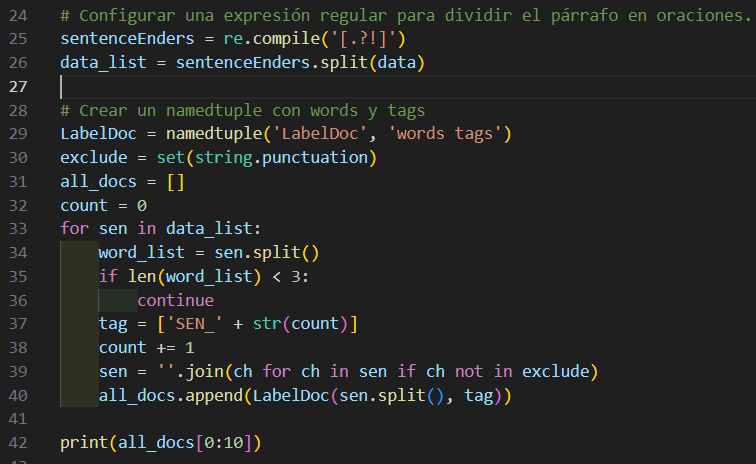 24 # Configurar una expresión regular para dividir el párrafo en oraciones.
25 sentenceEnders = re.compile('[.?!]')
26 data_list = sentenceEnders.split(data)
27
28 # Crear un namedtuple con words y tags
29 LabelDoc = namedtuple('LabelDoc', 'words tags')
30 exclude = set(string.punctuation)
31 all_docs = []
32 count = 0
33 for sen in data_list:
34     word_list = sen.split()
35     if len(word_list) < 3:
36         continue
37     tag = ['SEN_' + str(count)]
38     count += 1
39     sen = ''.join(ch for ch in sen if ch not in exclude)
40     all_docs.append(LabelDoc(sen.split(), tag))
41
42 print(all_docs[0:10])